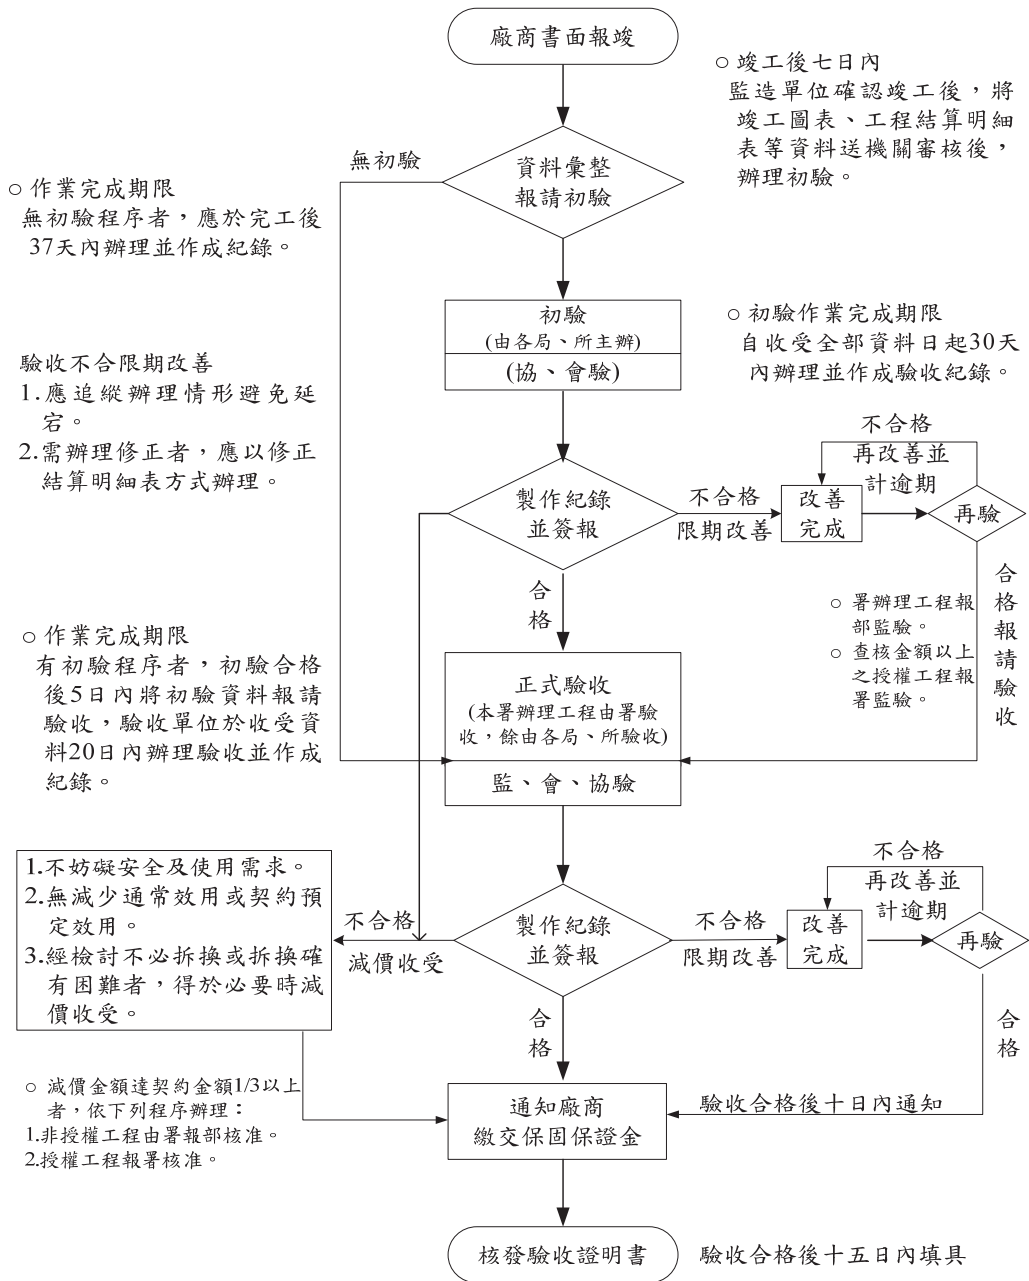 廠商書面報竣
○ 竣工後七日內
監造單位確認竣工後，將
竣工圖表、工程結算明細
表等資料送機關審核後，
辦理初驗。
無初驗
資料彙整
報請初驗
○ 作業完成期限
無初驗程序者，應於完工後
37天內辦理並作成紀錄。
初驗
(由各局、所主辦)
(協、會驗)
○ 初驗作業完成期限
自收受全部資料日起30天
內辦理並作成驗收紀錄。
驗收不合限期改善
1.應追縱辦理情形避免延
宕。
2.需辦理修正者，應以修正
結算明細表方式辦理。
不合格
再改善並
計逾期
製作紀錄
並簽報
不合格
限期改善
改善
完成
再驗
合格
合格報請驗收
○ 署辦理工程報
部監驗。
○ 查核金額以上
之授權工程報
署監驗。
○ 作業完成期限
有初驗程序者，初驗合格
後5日內將初驗資料報請
驗收，驗收單位於收受資
料20日內辦理驗收並作成
紀錄。
正式驗收
(本署辦理工程由署驗
收，餘由各局、所驗收)
監、會、協驗
1.不妨礙安全及使用需求。
2.無減少通常效用或契約預
定效用。
3.經檢討不必拆換或拆換確
有困難者，得於必要時減
價收受。
不合格
減價收受
製作紀錄
並簽報
不合格
限期改善
改善
完成
不合格
再改善並
計逾期
再驗
合格
合格
○ 減價金額達契約金額1/3以上
者，依下列程序辦理：
1.非授權工程由署報部核准。
2.授權工程報署核准。
通知廠商
繳交保固保證金
驗收合格後十日內通知
核發驗收證明書
驗收合格後十五日內填具